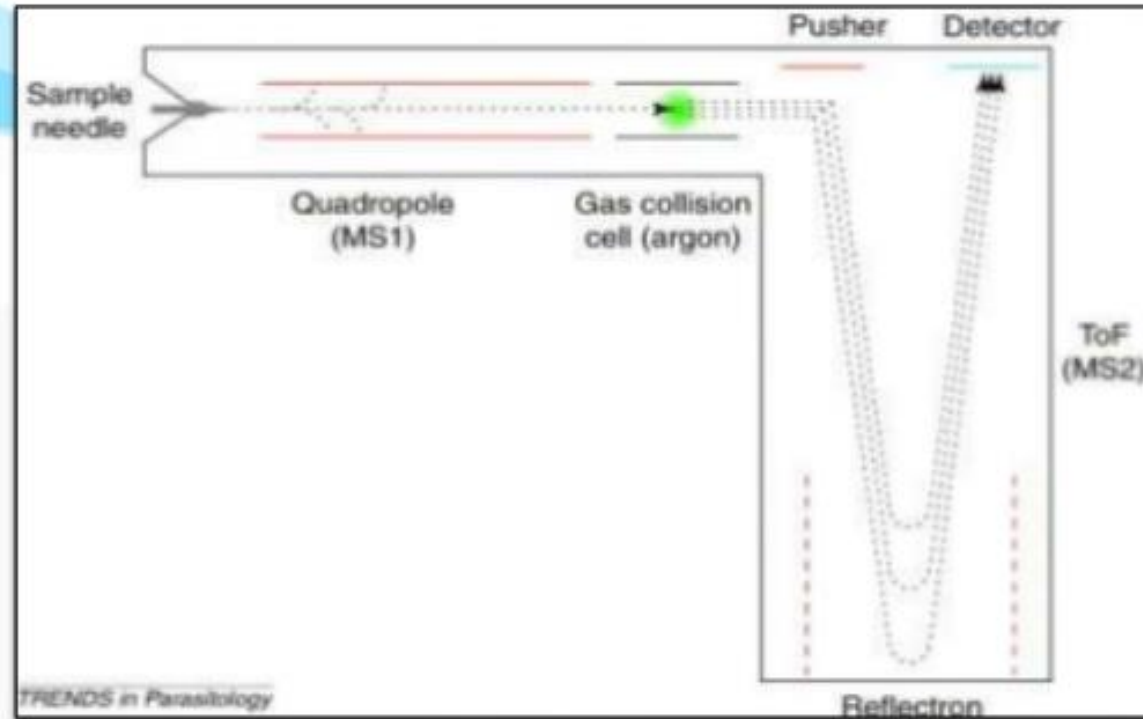 Pusher Detector
Sample
needle
Quadropole
(MS1)
Gas collision
cell (argon)
ToF
(MS2)
TRENDS in Parasitology
Reflectron